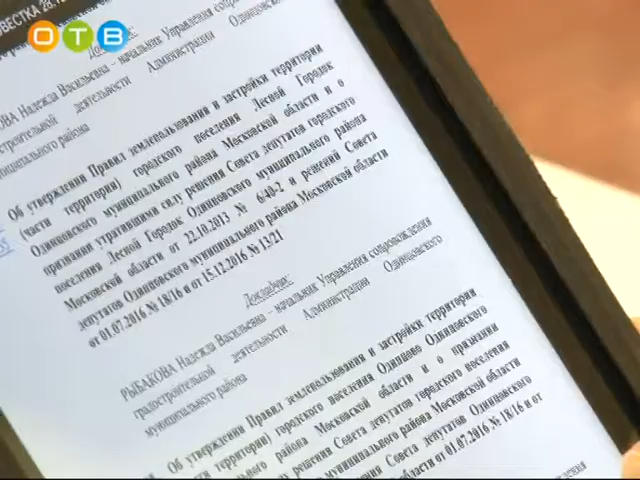 ВЕСТКА 28.
ОТВ
Докладчик:
ОВА Надежда Васильевна – начальник Управления
строительной деятельности Администрации Одинцовского
муниципального района
Об утверждении Правил землепользования и застройки территории
(части территории) городского поселения Лесной Городок
Одинцовского муниципального района Московской области и о
признании утратившими силу решения Совета депутатов городского
поселения Лесной Городок Одинцовского муниципального района
Московской области от 22.10.2013 № 6/40-2 и решений Совета
депутатов Одинцовского муниципального района Московской области
от 01.07.2016 № 18/16 и от 15.12.2016 № 13/21
Докладчик:
РЫБАКОВА Надежда Васильевна – начальник Управления сопровождения
градостроительной деятельности Администрации Одинцовского
муниципального района
Об утверждении Правил землепользования и застройки территории
территории) городского поселения Одинцово Одинцовского
района Московской области и о признании
решения Совета депутатов городского поселения
муниципального района Московской области
Совета депутатов Одинцовского
области от 01.07.2016 № 18/16 и от